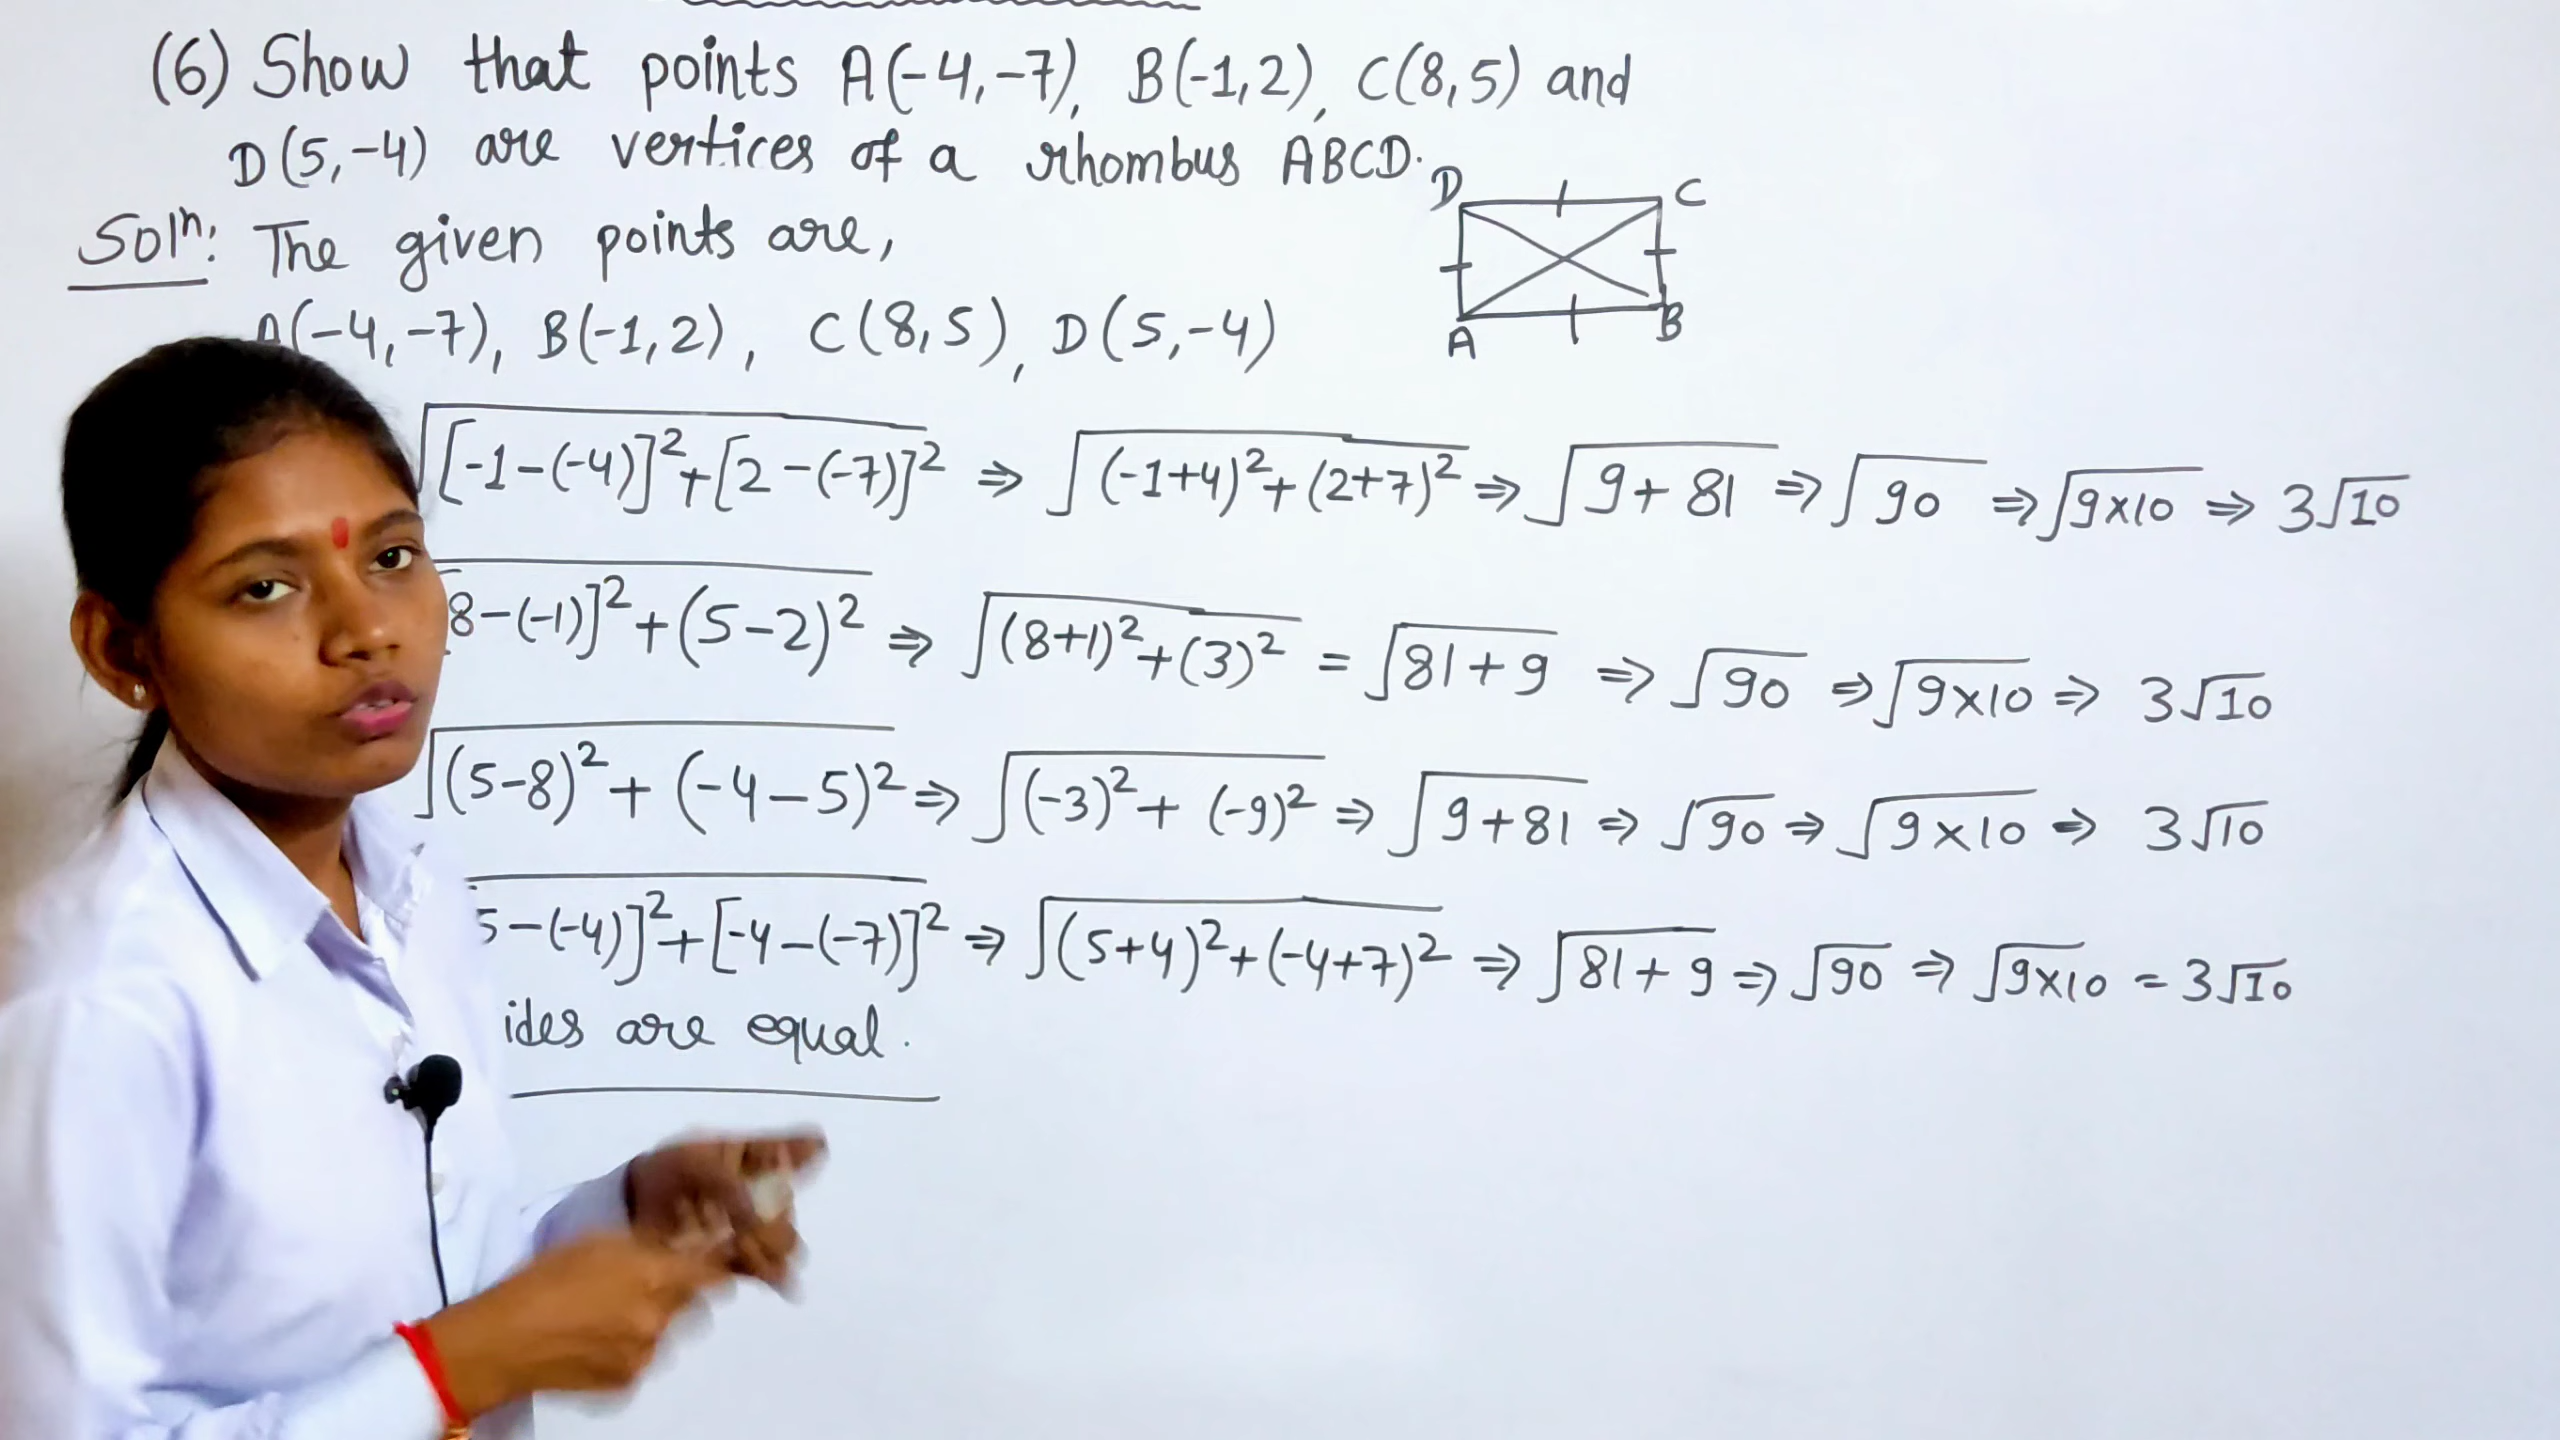 (6) Show that points A(-4,-7), B(-1,2), C(8,5) and
D(5,-4) are vertices of a rhombus ABCD.
D C
A B
Solⁿ: The given points are,
A(-4,-7), B(-1,2), C(8,5), D(5,-4)
√[-1-(-4)]²+[2-(-7)]² ⇒ √(-1+4)²+(2+7)² ⇒ √9+81 ⇒ √90 ⇒ √9×10 ⇒ 3√10
8-(-1)]²+(5-2)² ⇒ √(8+1)²+(3)² = √81+9 ⇒ √90 ⇒ √9×10 ⇒ 3√10
√(5-8)²+(-4-5)² ⇒ √(-3)²+(-9)² ⇒ √9+81 ⇒ √90 ⇒ √9×10 ⇒ 3√10
5-(-4)]²+[-4-(-7)]² ⇒ √(5+4)²+(-4+7)² ⇒ √81+9 ⇒ √90 ⇒ √9×10 = 3√10
ides are equal.